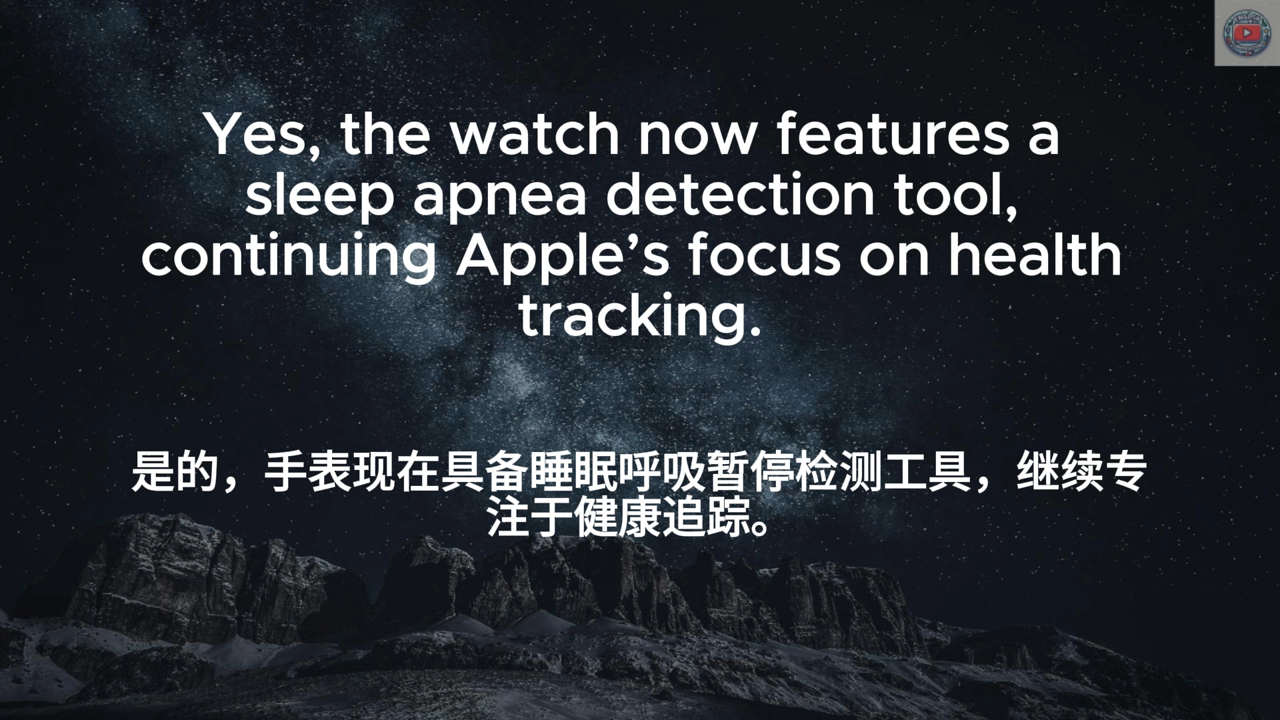 Yes, the watch now features a
sleep apnea detection tool,
continuing Apple’s focus on health
tracking.
是的，手表现在具备睡眠呼吸暂停检测工具，继续专
注于健康追踪。